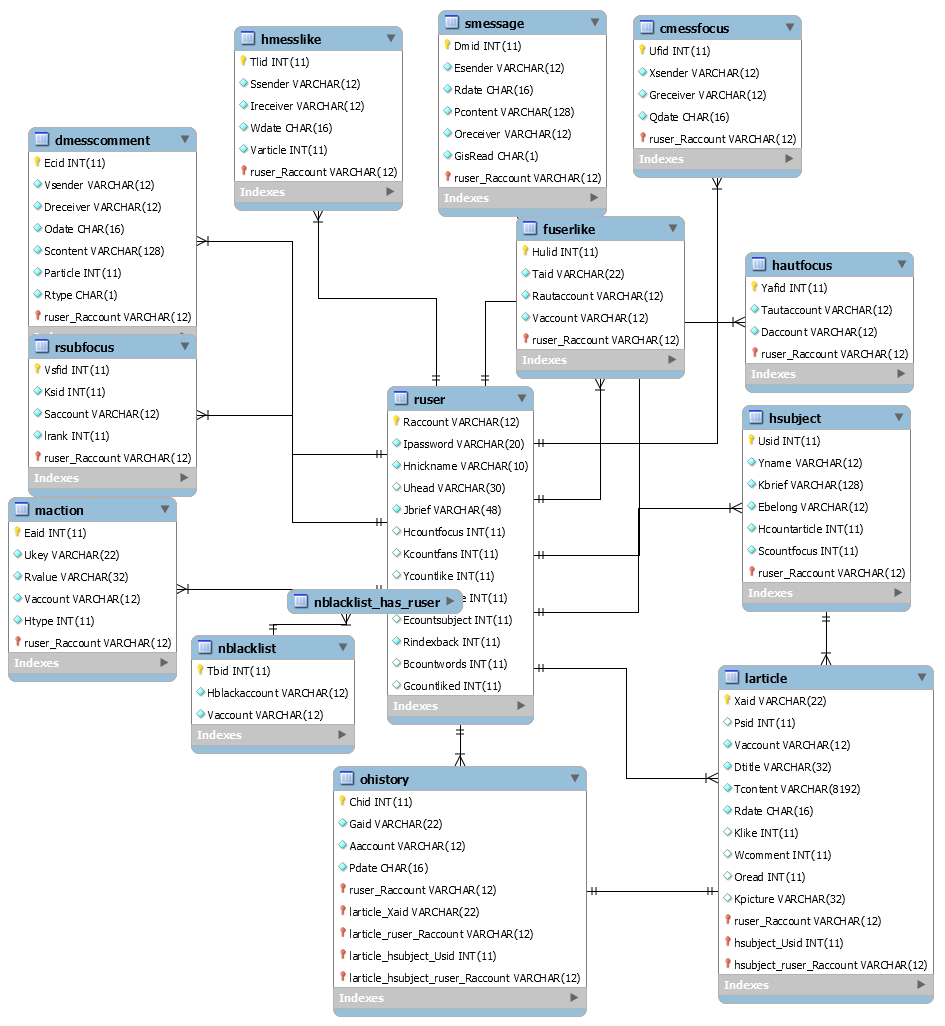 hmesslike
Tlid INT(11)
Ssender VARCHAR(12)
Ireceiver VARCHAR(12)
Wdate CHAR(16)
Varticle INT(11)
ruser_Raccount VARCHAR(12)
Indexes
smessage
Dmid INT(11)
Esender VARCHAR(12)
Rdate CHAR(16)
Pcontent VARCHAR(128)
Oreceiver VARCHAR(12)
GisRead CHAR(1)
ruser_Raccount VARCHAR(12)
Indexes
cmessfocus
Ufid INT(11)
Xsender VARCHAR(12)
Greceiver VARCHAR(12)
Qdate CHAR(16)
ruser_Raccount VARCHAR(12)
Indexes
dmesscomment
Ecid INT(11)
Vsender VARCHAR(12)
Dreceiver VARCHAR(12)
Odate CHAR(16)
Scontent VARCHAR(128)
Particle INT(11)
Rtype CHAR(1)
ruser_Raccount VARCHAR(12)
fuserlike
Hulid INT(11)
Taid VARCHAR(22)
Rautaccount VARCHAR(12)
Vaccount VARCHAR(12)
ruser_Raccount VARCHAR(12)
Indexes
hautfocus
Yafid INT(11)
Tautaccount VARCHAR(12)
Daccount VARCHAR(12)
ruser_Raccount VARCHAR(12)
Indexes
rsubfocus
Vsfid INT(11)
Ksid INT(11)
Saccount VARCHAR(12)
lrank INT(11)
ruser_Raccount VARCHAR(12)
Indexes
ruser
Raccount VARCHAR(12)
Ipassword VARCHAR(20)
Hnickname VARCHAR(10)
Uhead VARCHAR(30)
Jbrief VARCHAR(48)
Hcountfocus INT(11)
Kcountfans INT(11)
Ycountlike INT(11)
e INT(11)
Ecountsubject INT(11)
Rindexback INT(11)
Bcountwords INT(11)
Gcountliked INT(11)
Indexes
hsubject
Usid INT(11)
Yname VARCHAR(12)
Kbrief VARCHAR(128)
Ebelong VARCHAR(12)
Hcountarticle INT(11)
Scountfocus INT(11)
ruser_Raccount VARCHAR(12)
Indexes
maction
Eaid INT(11)
Ukey VARCHAR(22)
Rvalue VARCHAR(32)
Vaccount VARCHAR(12)
Htype INT(11)
ruser_Raccount VARCHAR(12)
Indexes
nblacklist_has_ruser
nblacklist
Tbid INT(11)
Hblackaccount VARCHAR(12)
Vaccount VARCHAR(12)
Indexes
larticle
Xaid VARCHAR(22)
Psid INT(11)
Vaccount VARCHAR(12)
Dtitle VARCHAR(32)
Tcontent VARCHAR(8192)
Rdate CHAR(16)
Klike INT(11)
Wcomment INT(11)
Oread INT(11)
Kpicture VARCHAR(32)
ruser_Raccount VARCHAR(12)
hsubject_Usid INT(11)
hsubject_ruser_Raccount VARCHAR(12)
Indexes
ohistory
Chid INT(11)
Gaid VARCHAR(22)
Aaccount VARCHAR(12)
Pdate CHAR(16)
ruser_Raccount VARCHAR(12)
larticle_Xaid VARCHAR(22)
larticle_ruser_Raccount VARCHAR(12)
larticle_hsubject_Usid INT(11)
larticle_hsubject_ruser_Raccount VARCHAR(12)
Indexes